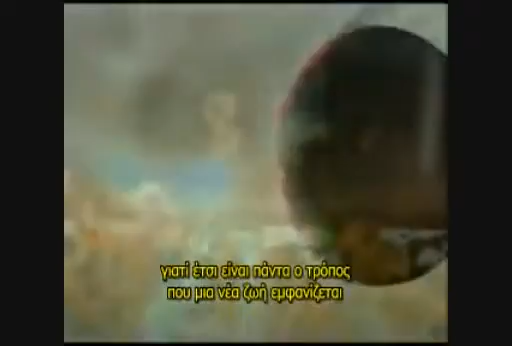 γιατί έτσι είναι πάντα ο τρόπος
που μια νέα ζωή εμφανίζεται